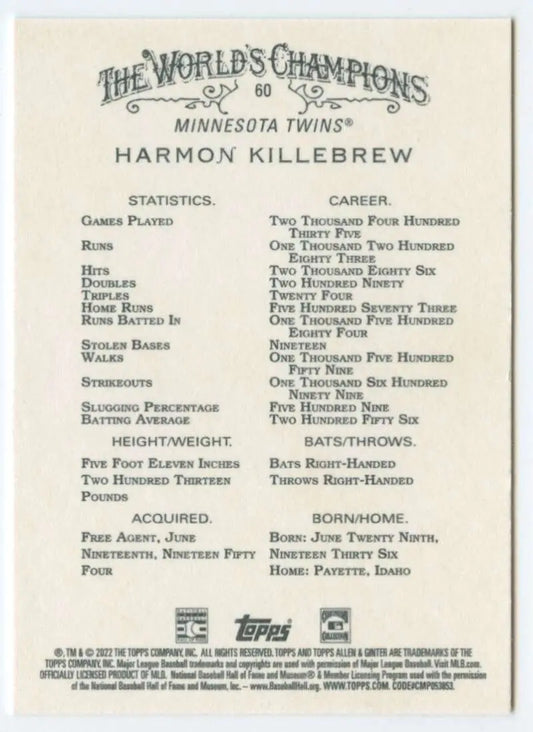 THE WORLD'S CHAMPIONS
60
MINNESOTA TWINS®
HARMON KILLEBREW
STATISTICS. CAREER.
GAMES PLAYED TWO THOUSAND FOUR HUNDRED
THIRTY FIVE
RUNS ONE THOUSAND TWO HUNDRED
EIGHTY THREE
HITS TWO THOUSAND EIGHTY SIX
DOUBLES TWO HUNDRED NINETY
TRIPLES TWENTY FOUR
HOME RUNS FIVE HUNDRED SEVENTY THREE
RUNS BATTED IN ONE THOUSAND FIVE HUNDRED
EIGHTY FOUR
STOLEN BASES NINETEEN
WALKS ONE THOUSAND FIVE HUNDRED
FIFTY NINE
STRIKEOUTS ONE THOUSAND SIX HUNDRED
NINETY NINE
SLUGGING PERCENTAGE FIVE HUNDRED NINE
BATTING AVERAGE TWO HUNDRED FIFTY SIX
HEIGHT/WEIGHT. BATS/THROWS.
FIVE FOOT ELEVEN INCHES BATS RIGHT-HANDED
TWO HUNDRED THIRTEEN THROWS RIGHT-HANDED
POUNDS
ACQUIRED. BORN/HOME.
FREE AGENT, JUNE BORN: JUNE TWENTY NINTH,
NINETEENTH, NINETEEN FIFTY NINETEEN THIRTY SIX
FOUR HOME: PAYETTE, IDAHO
topps®
®, TM & © 2022 THE TOPPS COMPANY, INC. ALL RIGHTS RESERVED. TOPPS AND TOPPS ALLEN & GINTER ARE TRADEMARKS OF THE
TOPPS COMPANY, INC. Major League Baseball trademarks and copyrights are used with permission of Major League Baseball. Visit MLB.com.
OFFICIALLY LICENSED PRODUCT OF MLB. National Baseball Hall of Fame and Museum® & Member Licensing Program used with the permission
of the National Baseball Hall of Fame and Museum, Inc. – www.BaseballHall.org. WWW.TOPPS.COM. CODE#CMP053853.